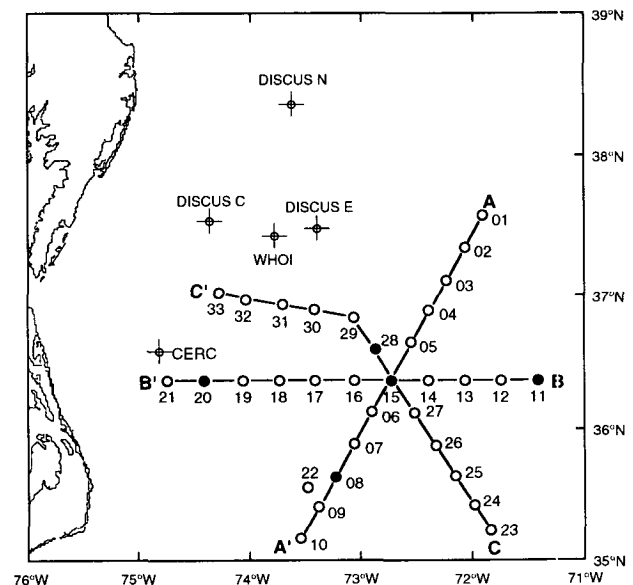 39°N
DISCUS N
38°N
DISCUS C
DISCUS E
WHOI
A
01
02
03
04
05
C'
33
32
31
30
29
28
37°N
CERC
B'
21
20
19
18
17
16
15
14
13
12
11
B
06
27
36°N
07
26
22
08
25
09
24
A'
10
23
C
35°N
76°W
75°W
74°W
73°W
72°W
71°W